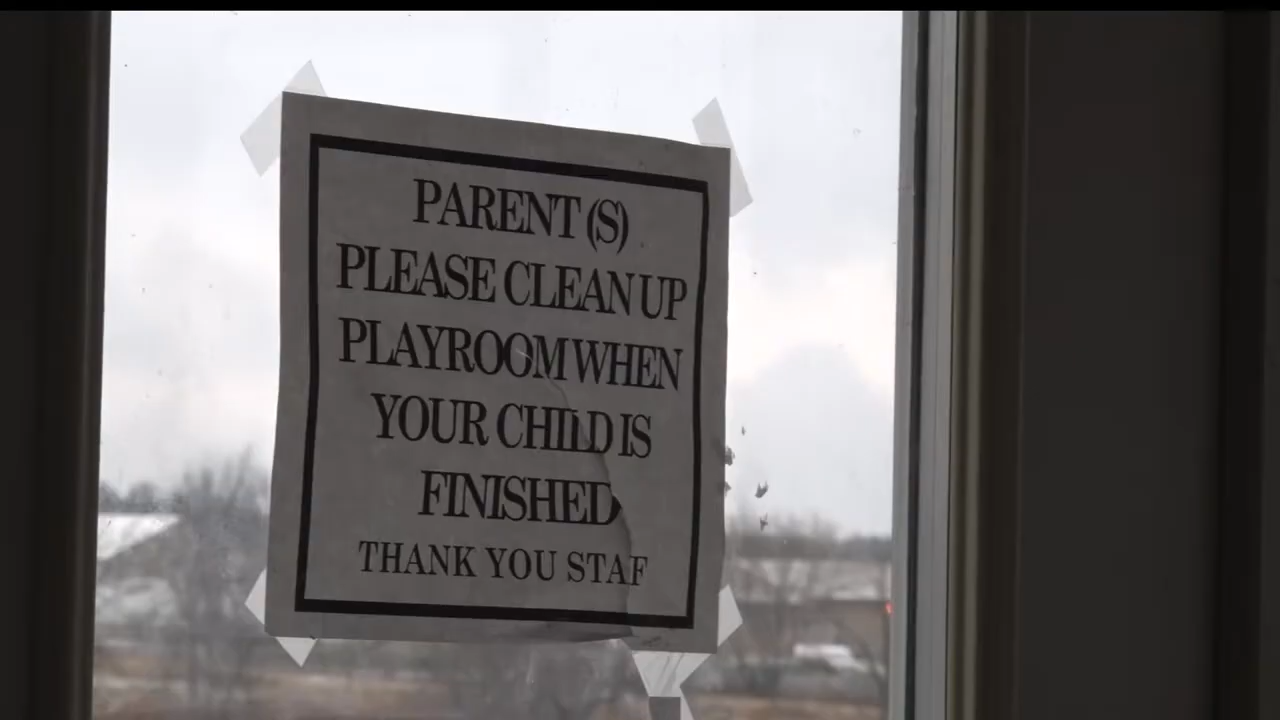 PARENT (S)
PLEASE CLEAN UP
PLAYROOM WHEN
YOUR CHILD IS
FINISHED
THANK YOU STAF